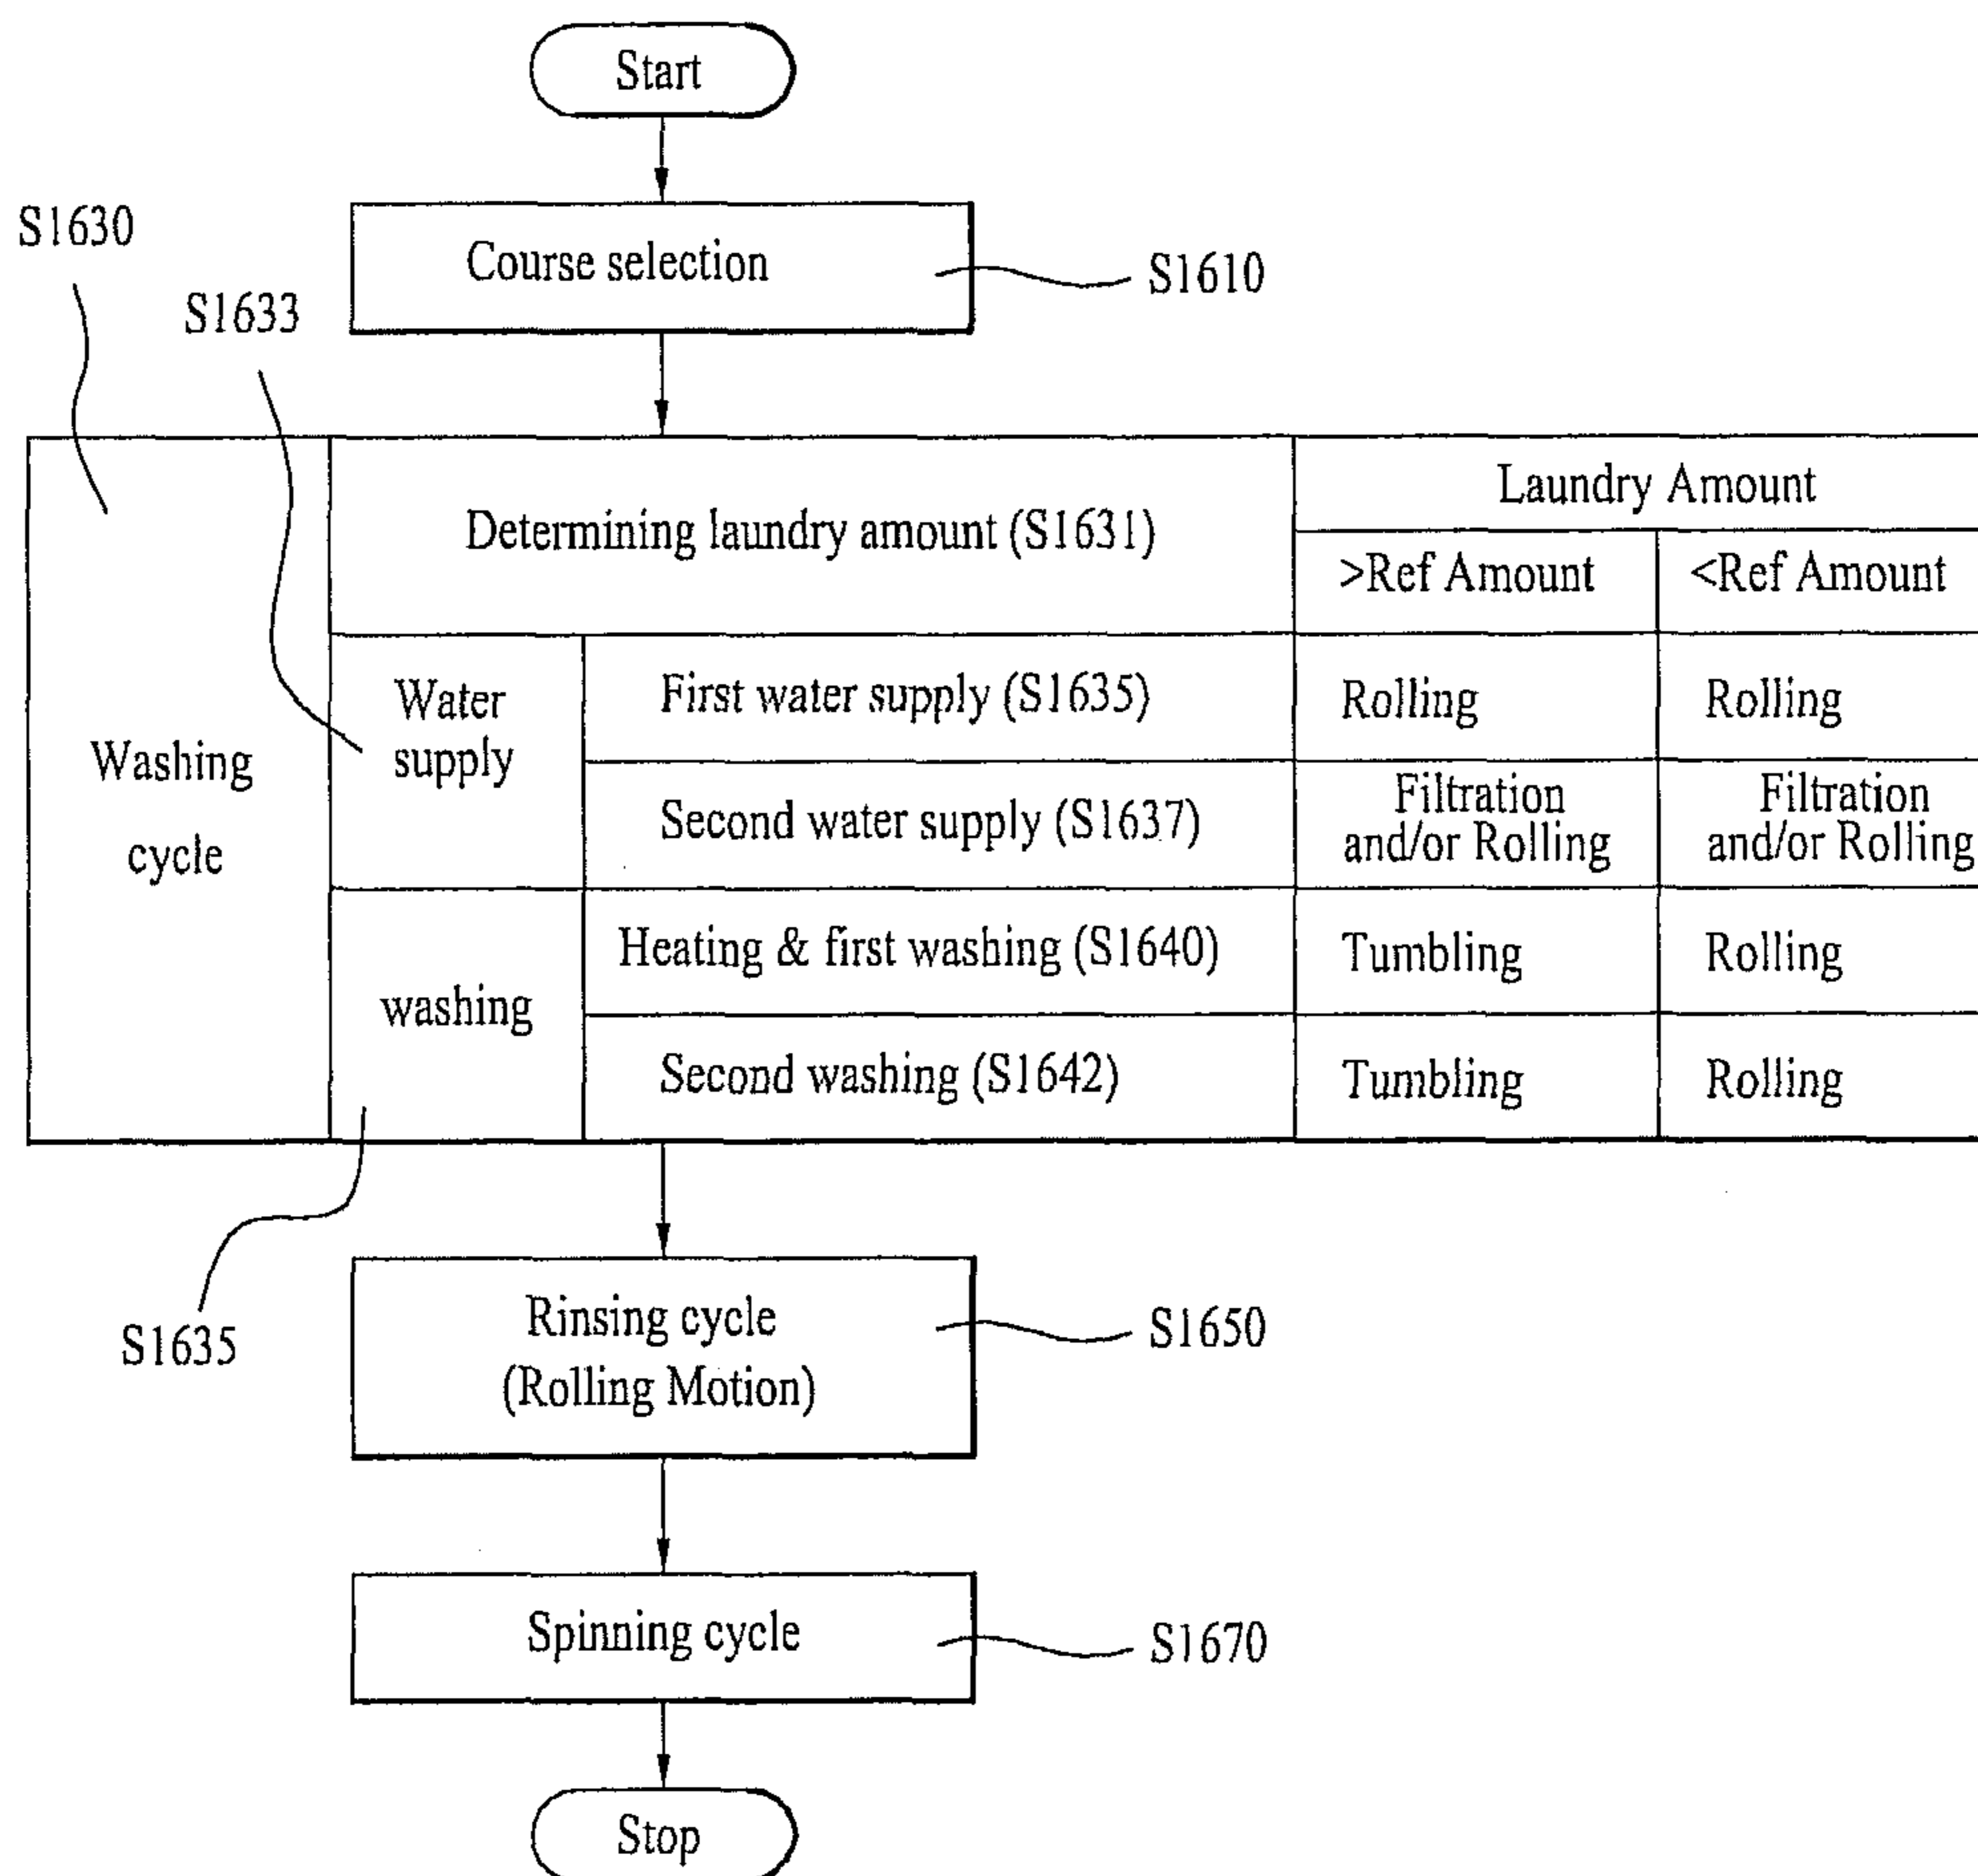 Start
Course selection
S1610
S1630
S1633
Determining laundry amount (S1631)
Laundry Amount
>Ref Amount
<Ref Amount
Washing
cycle
Water
supply
First water supply (S1635)
Rolling
Rolling
Second water supply (S1637)
Filtration
and/or Rolling
Filtration
and/or Rolling
washing
Heating & first washing (S1640)
Tumbling
Rolling
Second washing (S1642)
Tumbling
Rolling
S1635
Rinsing cycle
(Rolling Motion)
S1650
Spinning cycle
S1670
Stop